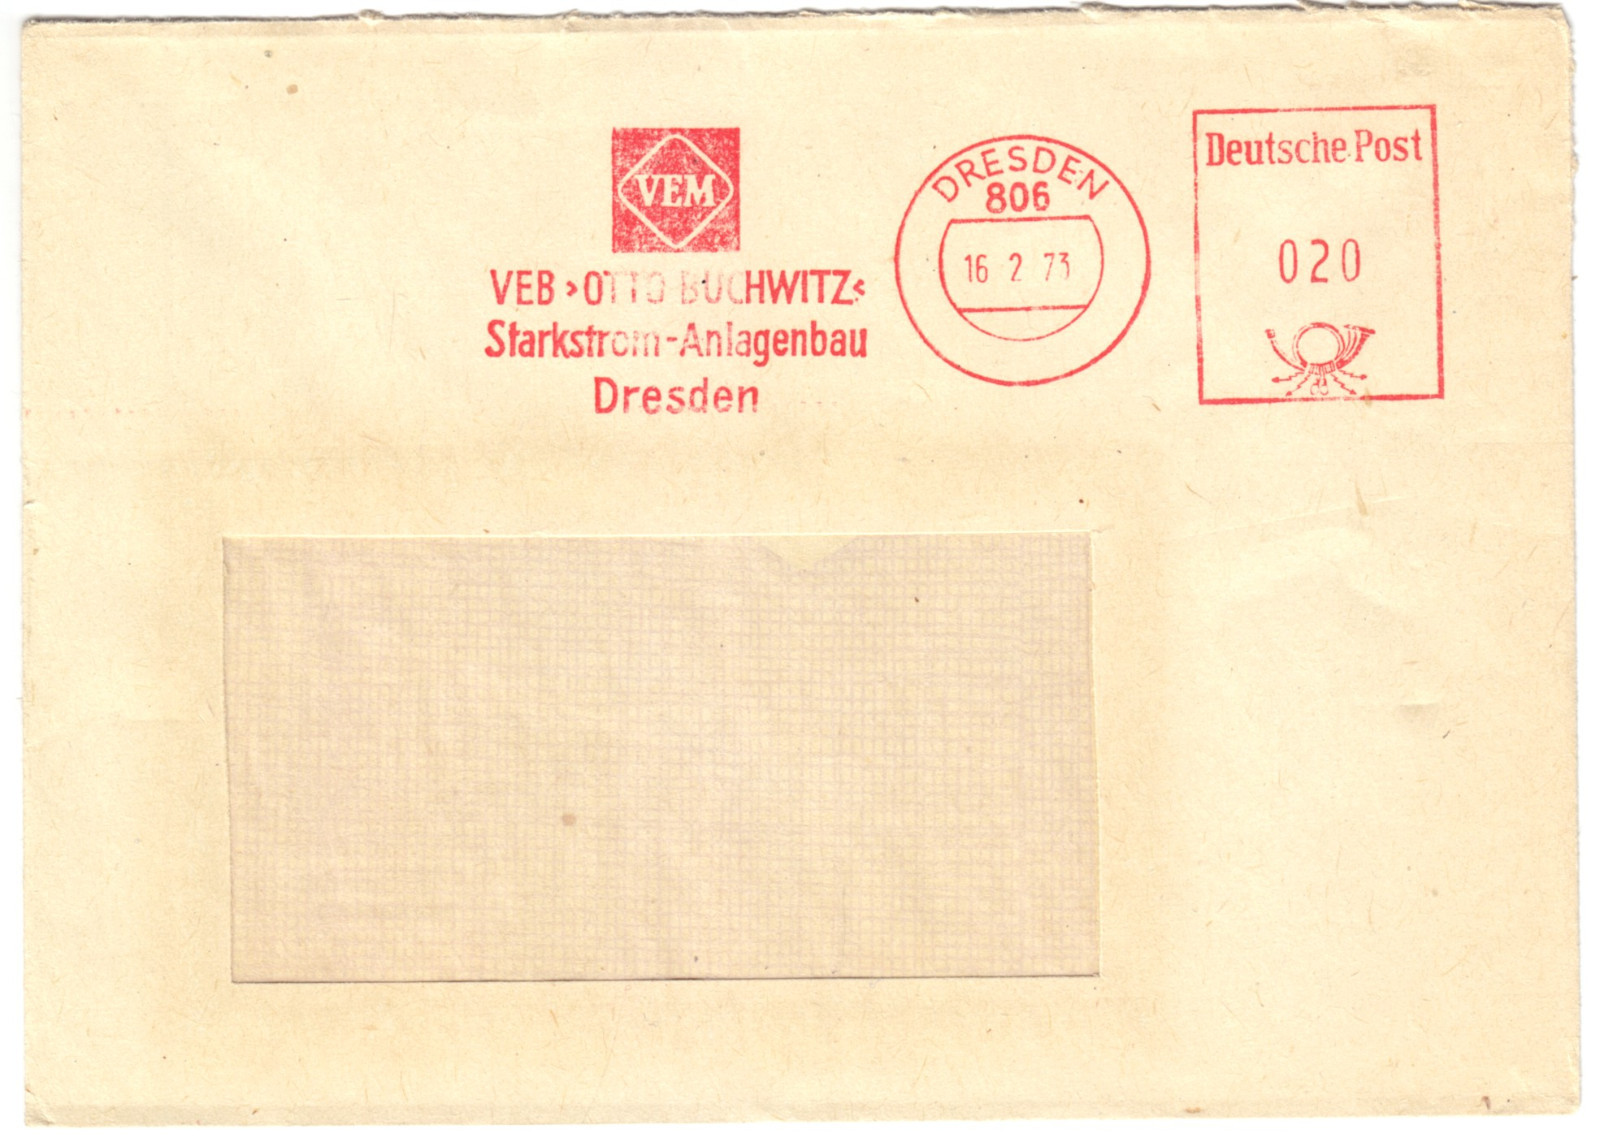 VEM
VEB >OTTO BUCHWITZ<
Starkstrom-Anlagenbau
Dresden
DRESDEN
806
16 2 73
Deutsche Post
020